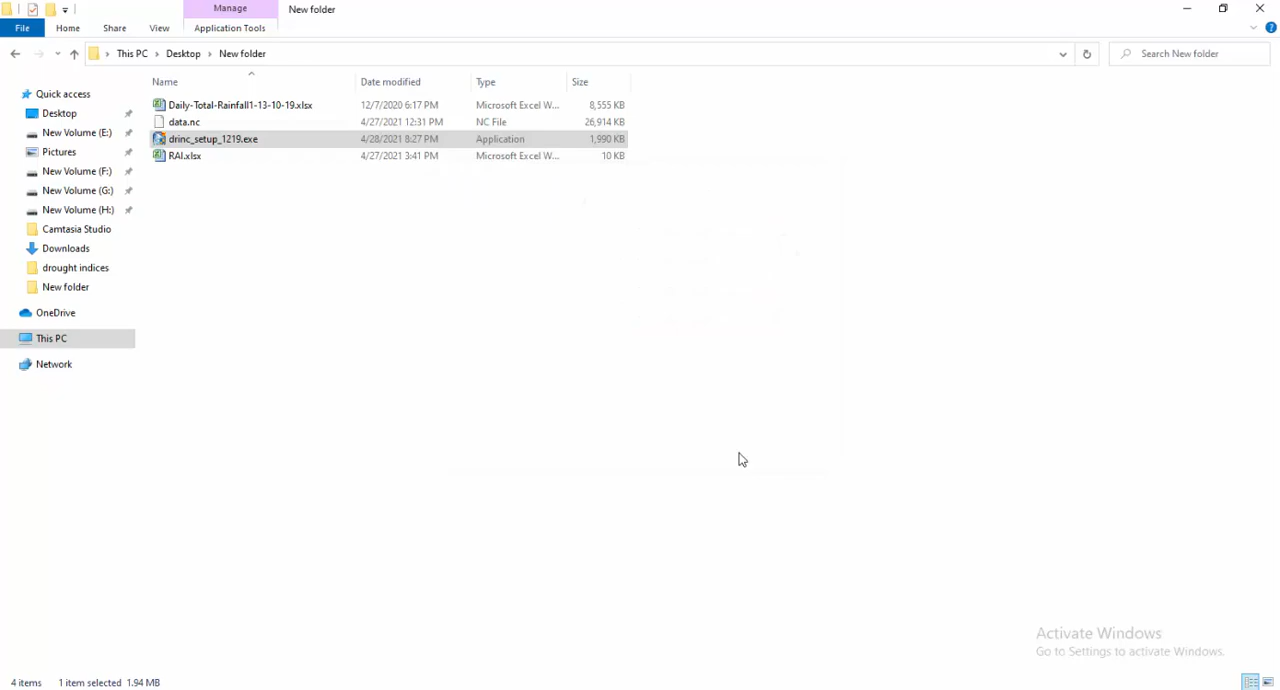 Manage
New folder
File
Home
Share
View
Application Tools
This PC
Desktop
New folder
Search New folder
Name
Date modified
Type
Size
Daily-Total-Rainfall1-13-10-19.xlsx
12/7/2020 6:17 PM
Microsoft Excel W...
8,555 KB
data.nc
4/27/2021 12:31 PM
NC File
26,914 KB
drinc_setup_1219.exe
4/28/2021 8:27 PM
Application
1,990 KB
RAI.xlsx
4/27/2021 3:41 PM
Microsoft Excel W...
10 KB
Quick access
Desktop
New Volume (E:)
Pictures
New Volume (F:)
New Volume (G:)
New Volume (H:)
Camtasia Studio
Downloads
drought indices
New folder
OneDrive
This PC
Network
Activate Windows
Go to Settings to activate Windows.
4 items
1 item selected 1.94 MB